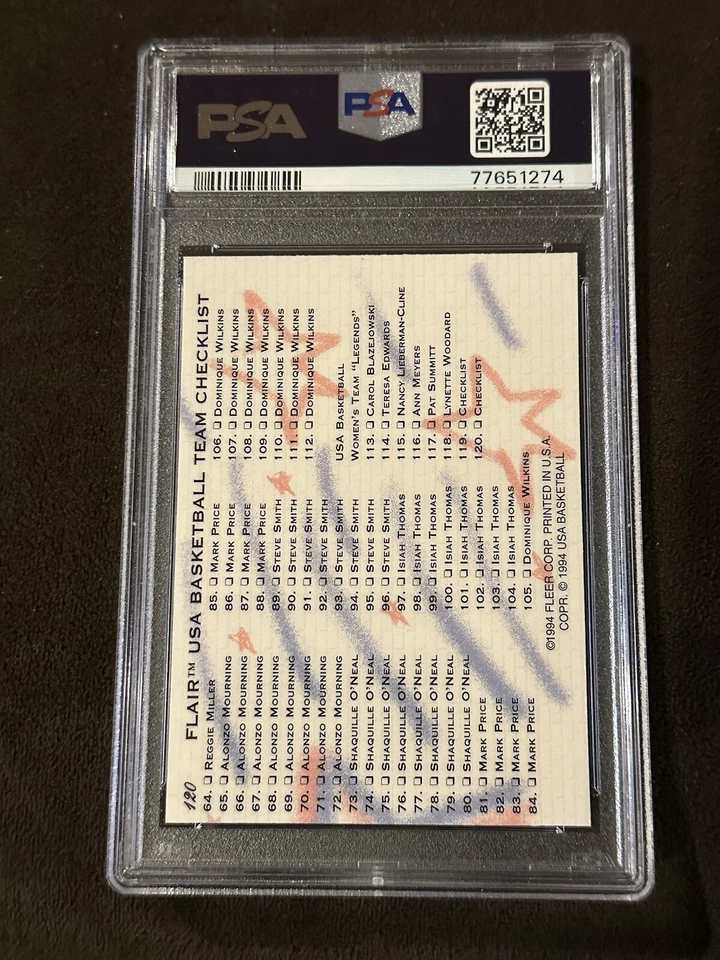 PSA
PSA
77651274
120
FLAIR™ USA BASKETBALL TEAM CHECKLIST
64. ❑ REGGIE MILLER
65. ❑ ALONZO MOURNING
66. ❑ ALONZO MOURNING
67. ❑ ALONZO MOURNING
68. ❑ ALONZO MOURNING
69. ❑ ALONZO MOURNING
70. ❑ ALONZO MOURNING
71. ❑ ALONZO MOURNING
72. ❑ ALONZO MOURNING
73. ❑ SHAQUILLE O'NEAL
74. ❑ SHAQUILLE O'NEAL
75. ❑ SHAQUILLE O'NEAL
76. ❑ SHAQUILLE O'NEAL
77. ❑ SHAQUILLE O'NEAL
78. ❑ SHAQUILLE O'NEAL
79. ❑ SHAQUILLE O'NEAL
80. ❑ SHAQUILLE O'NEAL
81. ❑ MARK PRICE
82. ❑ MARK PRICE
83. ❑ MARK PRICE
84. ❑ MARK PRICE
85. ❑ MARK PRICE
86. ❑ MARK PRICE
87. ❑ MARK PRICE
88. ❑ MARK PRICE
89. ❑ STEVE SMITH
90. ❑ STEVE SMITH
91. ❑ STEVE SMITH
92. ❑ STEVE SMITH
93. ❑ STEVE SMITH
94. ❑ STEVE SMITH
95. ❑ STEVE SMITH
96. ❑ STEVE SMITH
97. ❑ ISIAH THOMAS
98. ❑ ISIAH THOMAS
99. ❑ ISIAH THOMAS
100. ❑ ISIAH THOMAS
101. ❑ ISIAH THOMAS
102. ❑ ISIAH THOMAS
103. ❑ ISIAH THOMAS
104. ❑ ISIAH THOMAS
105. ❑ DOMINIQUE WILKINS
106. ❑ DOMINIQUE WILKINS
107. ❑ DOMINIQUE WILKINS
108. ❑ DOMINIQUE WILKINS
109. ❑ DOMINIQUE WILKINS
110. ❑ DOMINIQUE WILKINS
111. ❑ DOMINIQUE WILKINS
112. ❑ DOMINIQUE WILKINS
USA BASKETBALL
WOMEN'S TEAM "LEGENDS"
113. ❑ CAROL BLAZEJOWSKI
114. ❑ TERESA EDWARDS
115. ❑ NANCY LIEBERMAN-CLINE
116. ❑ ANN MEYERS
117. ❑ PAT SUMMITT
118. ❑ LYNETTE WOODARD
119. ❑ CHECKLIST
120. ❑ CHECKLIST
©1994 FLEER CORP. PRINTED IN U.S.A.
COPR. © 1994 USA BASKETBALL